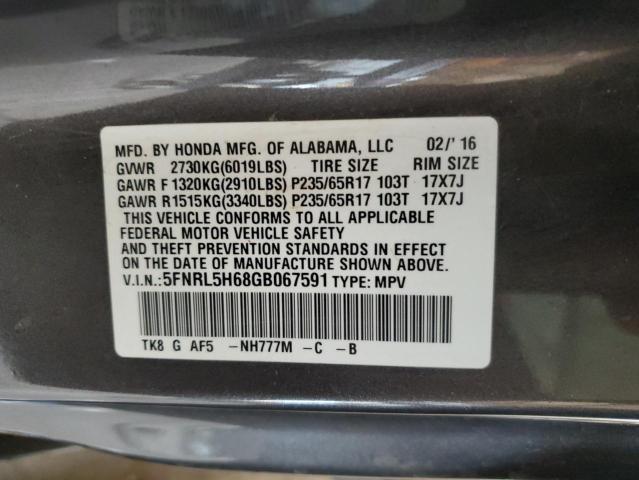 MFD. BY HONDA MFG. OF ALABAMA, LLC 02/'16
GVWR 2730KG(6019LBS) TIRE SIZE RIM SIZE
GAWR F 1320KG(2910LBS) P235/65R17 103T 17X7J
GAWR R1515KG(3340LBS) P235/65R17 103T 17X7J
THIS VEHICLE CONFORMS TO ALL APPLICABLE
FEDERAL MOTOR VEHICLE SAFETY
AND THEFT PREVENTION STANDARDS IN EFFECT
ON THE DATE OF MANUFACTURE SHOWN ABOVE.
V.I.N.:5FNRL5H68GB067591 TYPE: MPV
TK8 G AF5 -NH777M -C -B